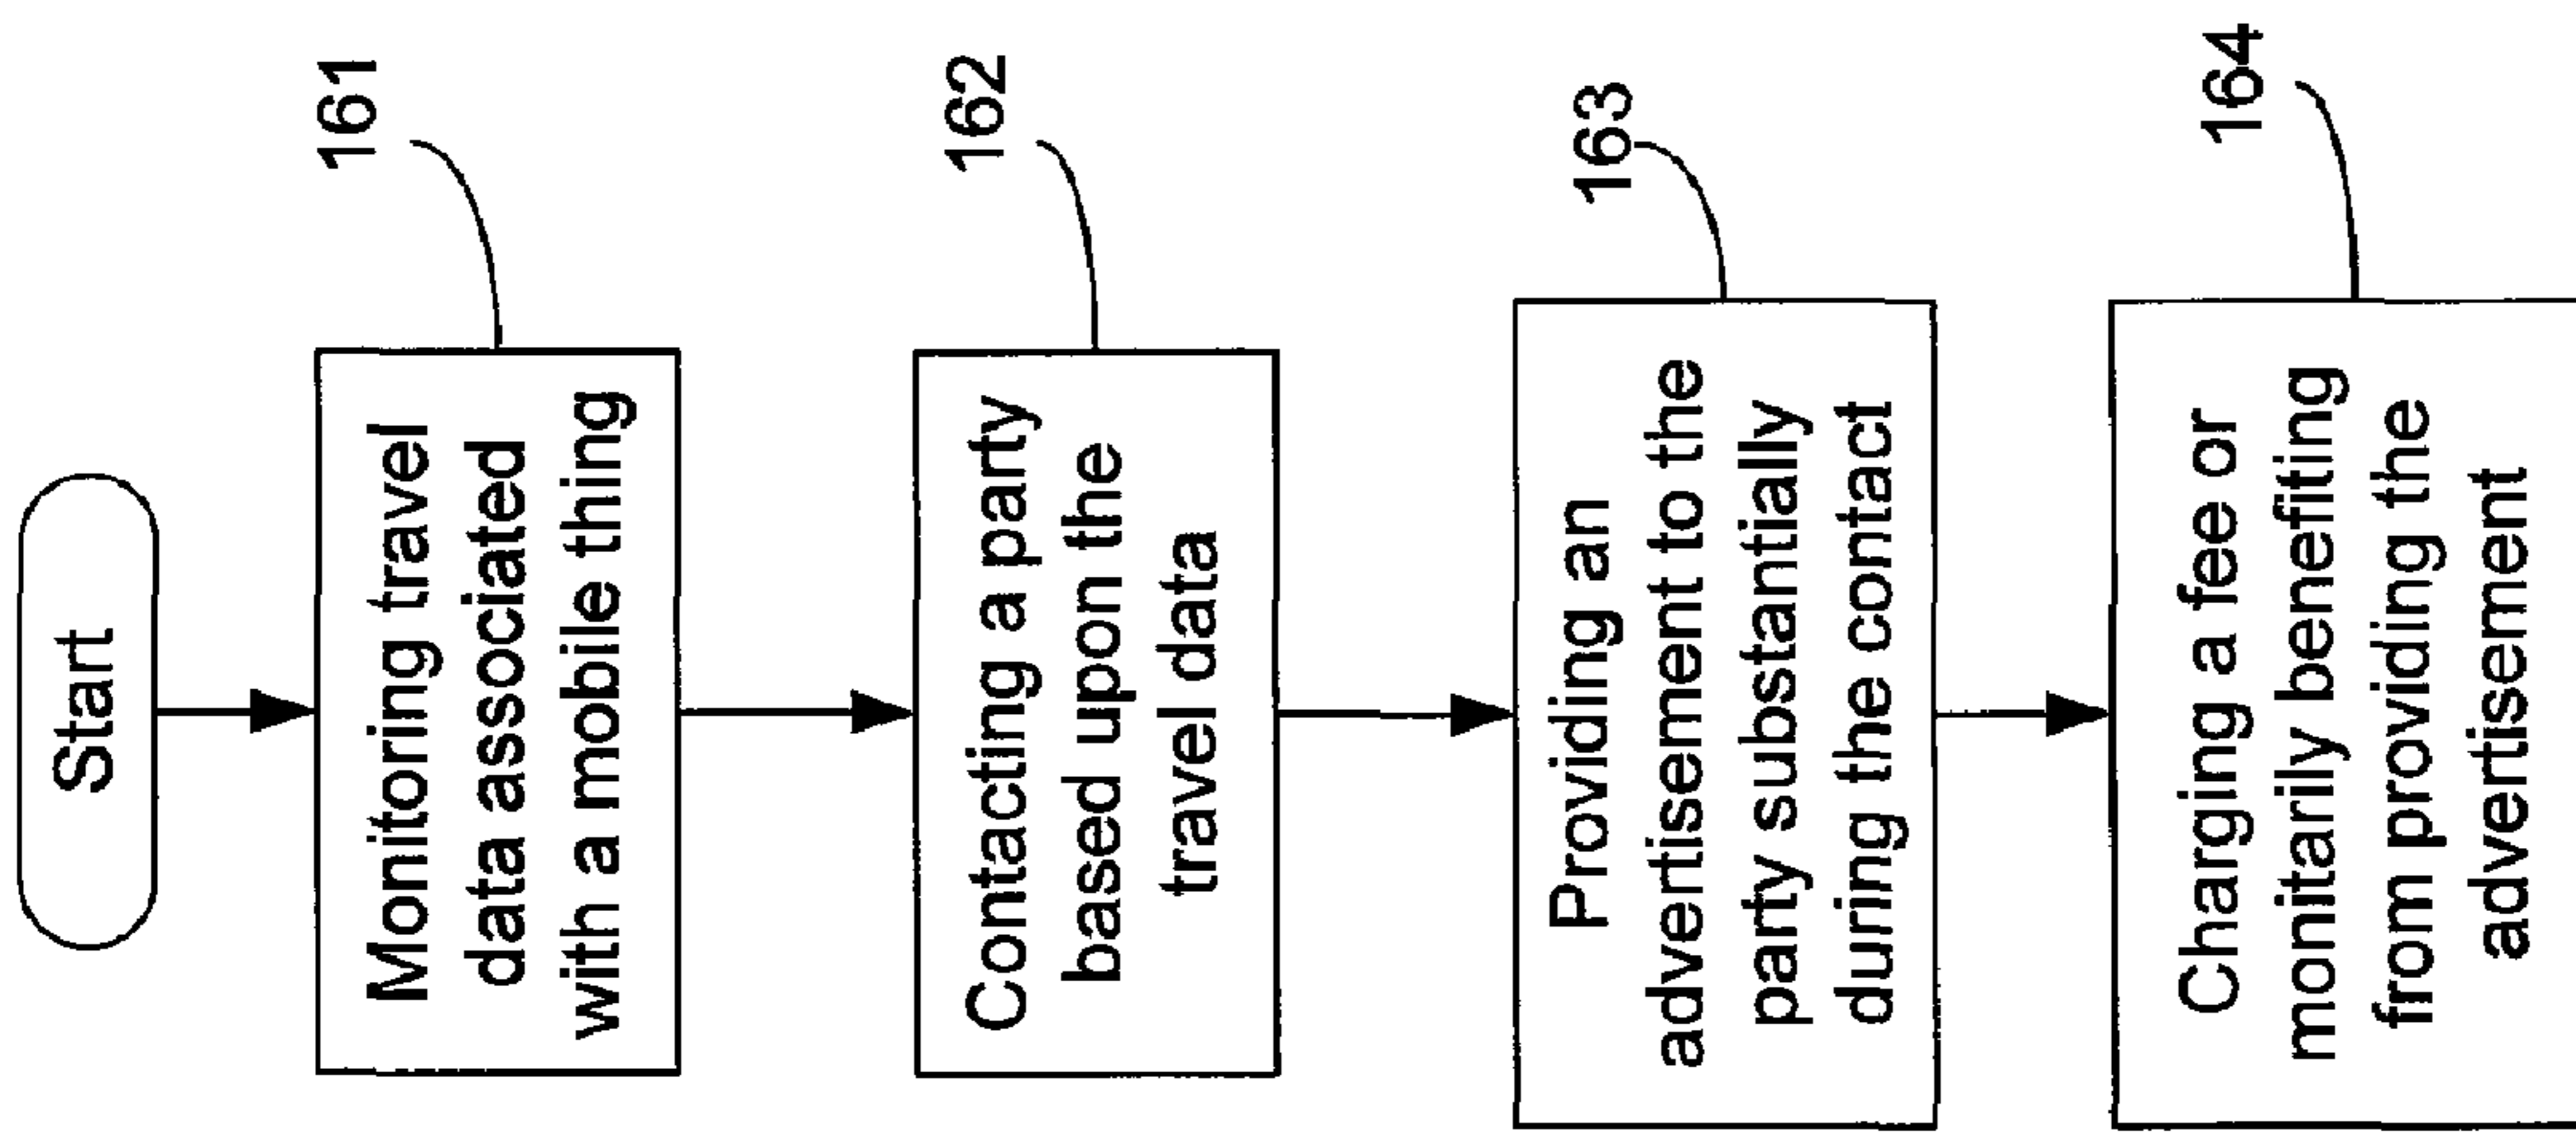 Start
161
Monitoring travel
data associated
with a mobile thing
162
Contacting a party
based upon the
travel data
163
Providing an
advertisement to the
party substantially
during the contact
164
Charging a fee or
monitarily benefiting
from providing the
advertisement